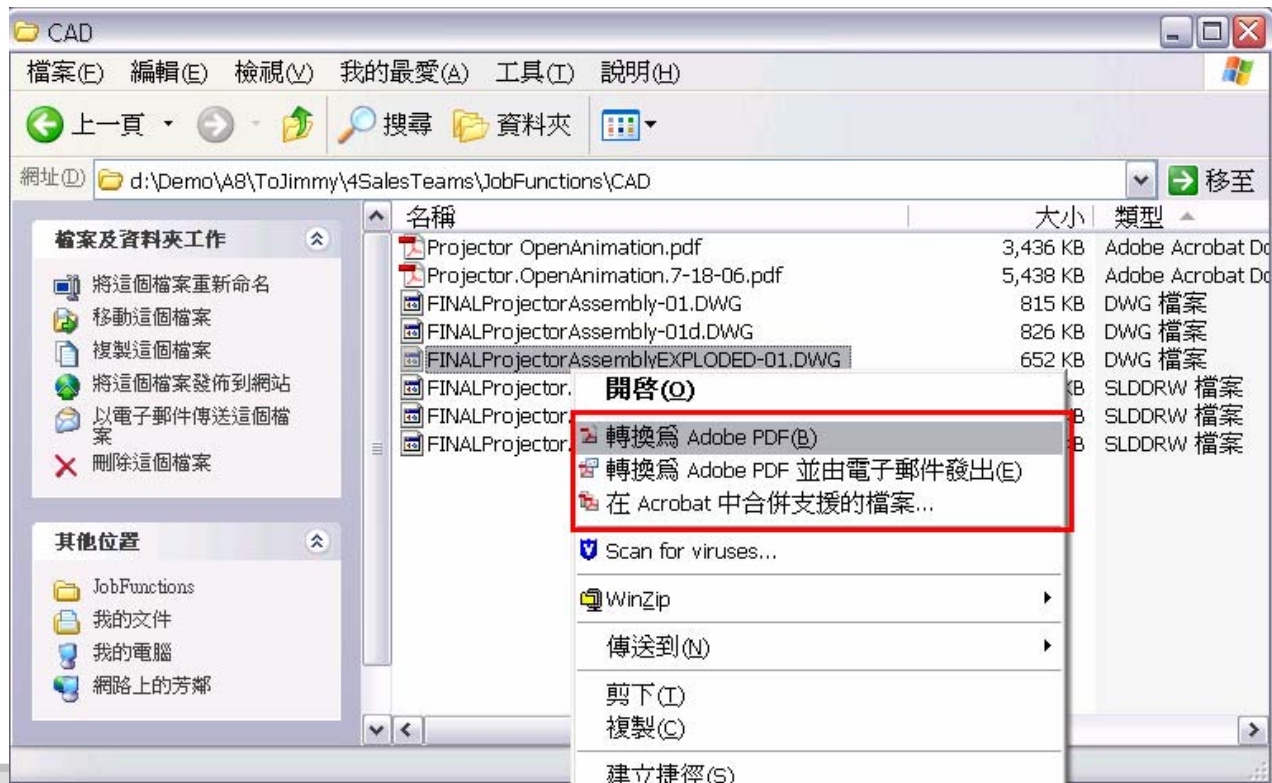 CAD
檔案(F) 編輯(E) 檢視(V) 我的最愛(A) 工具(T) 說明(H)
上一頁 搜尋 資料夾
網址(D) d:\Demo\A8\ToJimmy\4SalesTeams\JobFunctions\CAD 移至
檔案及資料夾工作
將這個檔案重新命名
移動這個檔案
複製這個檔案
將這個檔案發佈到網站
以電子郵件傳送這個檔
案
刪除這個檔案
其他位置
JobFunctions
我的文件
我的電腦
網路上的芳鄰
名稱 大小 類型
Projector OpenAnimation.pdf 3,436 KB Adobe Acrobat Do
Projector OpenAnimation.7-18-06.pdf 5,438 KB Adobe Acrobat Do
FINALProjectorAssembly-01.DWG 815 KB DWG 檔案
FINALProjectorAssembly-01d.DWG 826 KB DWG 檔案
FINALProjectorAssemblyEXPLODED-01.DWG 652 KB DWG 檔案
FINALProjector. KB SLDDRW 檔案
FINALProjector. B SLDDRW 檔案
FINALProjector. B SLDDRW 檔案
開啓(O)
轉換爲 Adobe PDF(B)
轉換爲 Adobe PDF 並由電子郵件發出(E)
在 Acrobat 中合併支援的檔案...
Scan for viruses...
WinZip
傳送到(N)
剪下(T)
複製(C)
建立捷徑(S)